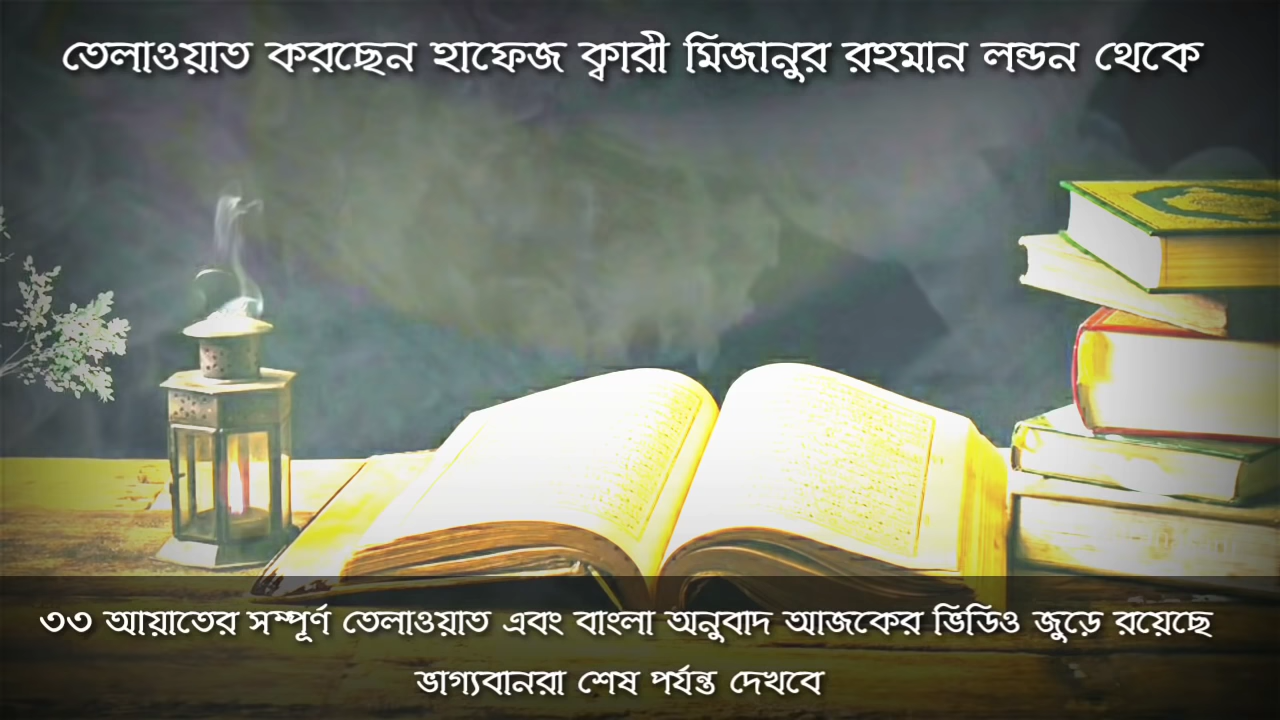 তেলাওয়াত করছেন হাফেজ ক্বারী মিজানুর রহমান লন্ডন থেকে
৩৩ আয়াতের সম্পূর্ণ তেলাওয়াত এবং বাংলা অনুবাদ আজকের ভিডিও জুড়ে রয়েছে
ভাগ্যবানরা শেষ পর্যন্ত দেখবে